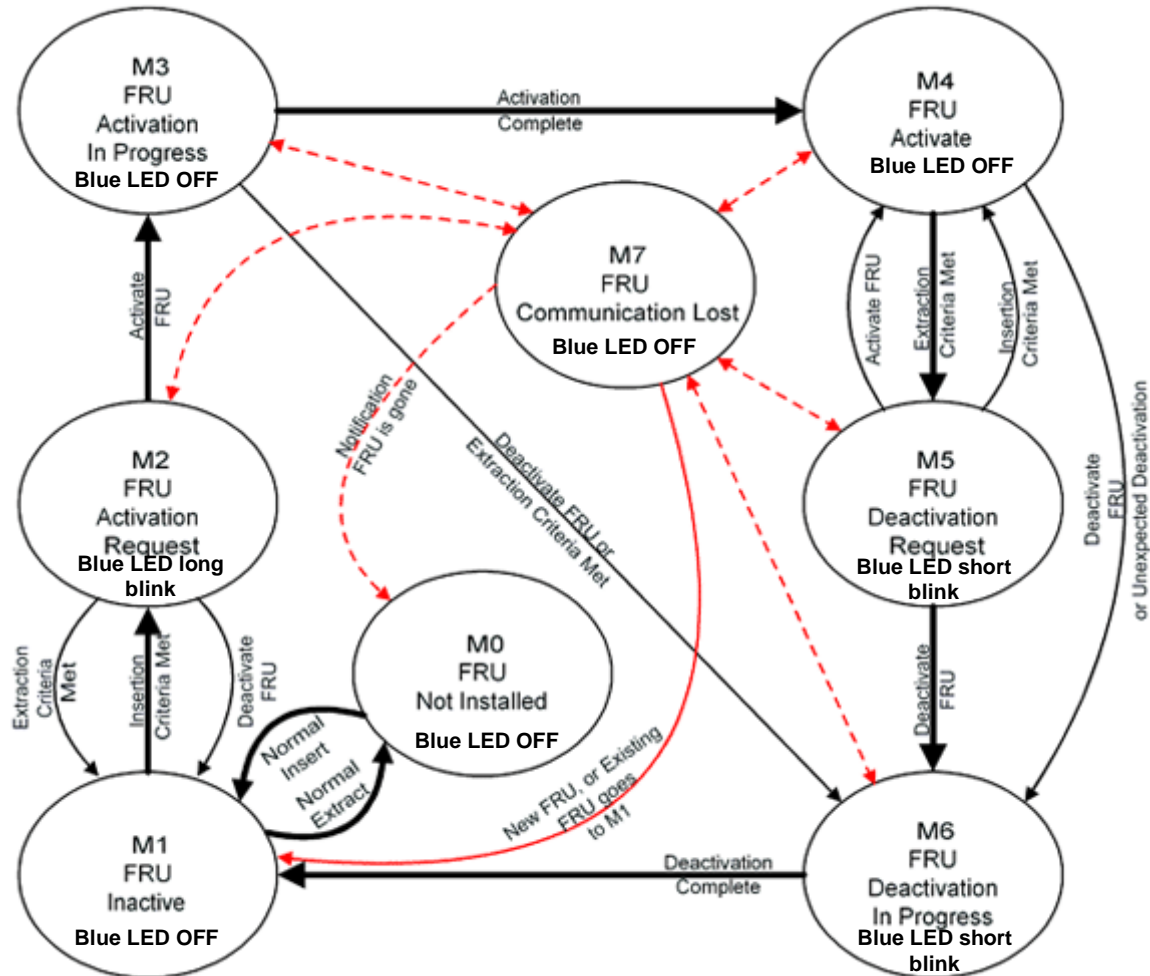 M3
FRU
Activation
In Progress
Blue LED OFF
Activation
Complete
M4
FRU
Activate
Blue LED OFF
M7
FRU
Communication Lost
Blue LED OFF
Activate
FRU
Activate FRU
Extraction
Criteria Met
Insertion
Criteria Met
Notification
FRU is gone
Deactivate FRU or
Extraction Criteria Met
Deactivate
FRU
or Unexpected Deactivation
M2
FRU
Activation
Request
Blue LED long
blink
M5
FRU
Deactivation
Request
Blue LED short
blink
Extraction
Criteria
Met
Insertion
Criteria Met
Deactivate
FRU
M0
FRU
Not Installed
Blue LED OFF
Deactivate
FRU
Normal
Insert
Normal
Extract
New FRU, or Existing
FRU goes
to M1
M1
FRU
Inactive
Blue LED OFF
Deactivation
Complete
M6
FRU
Deactivation
In Progress
Blue LED short
blink